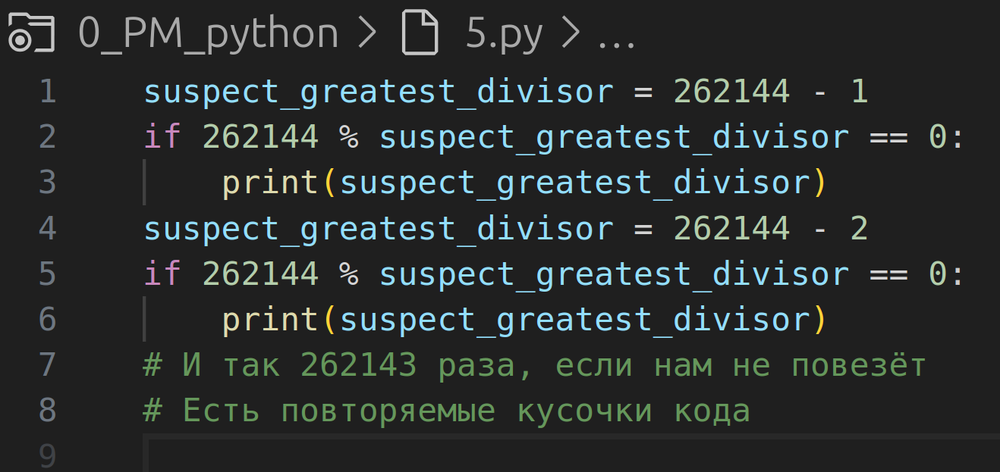 0_PM_python > 5.py > ...
1 suspect_greatest_divisor = 262144 - 1
2 if 262144 % suspect_greatest_divisor == 0:
3     print(suspect_greatest_divisor)
4 suspect_greatest_divisor = 262144 - 2
5 if 262144 % suspect_greatest_divisor == 0:
6     print(suspect_greatest_divisor)
7 # И так 262143 раза, если нам не повезёт
8 # Есть повторяемые кусочки кода
9